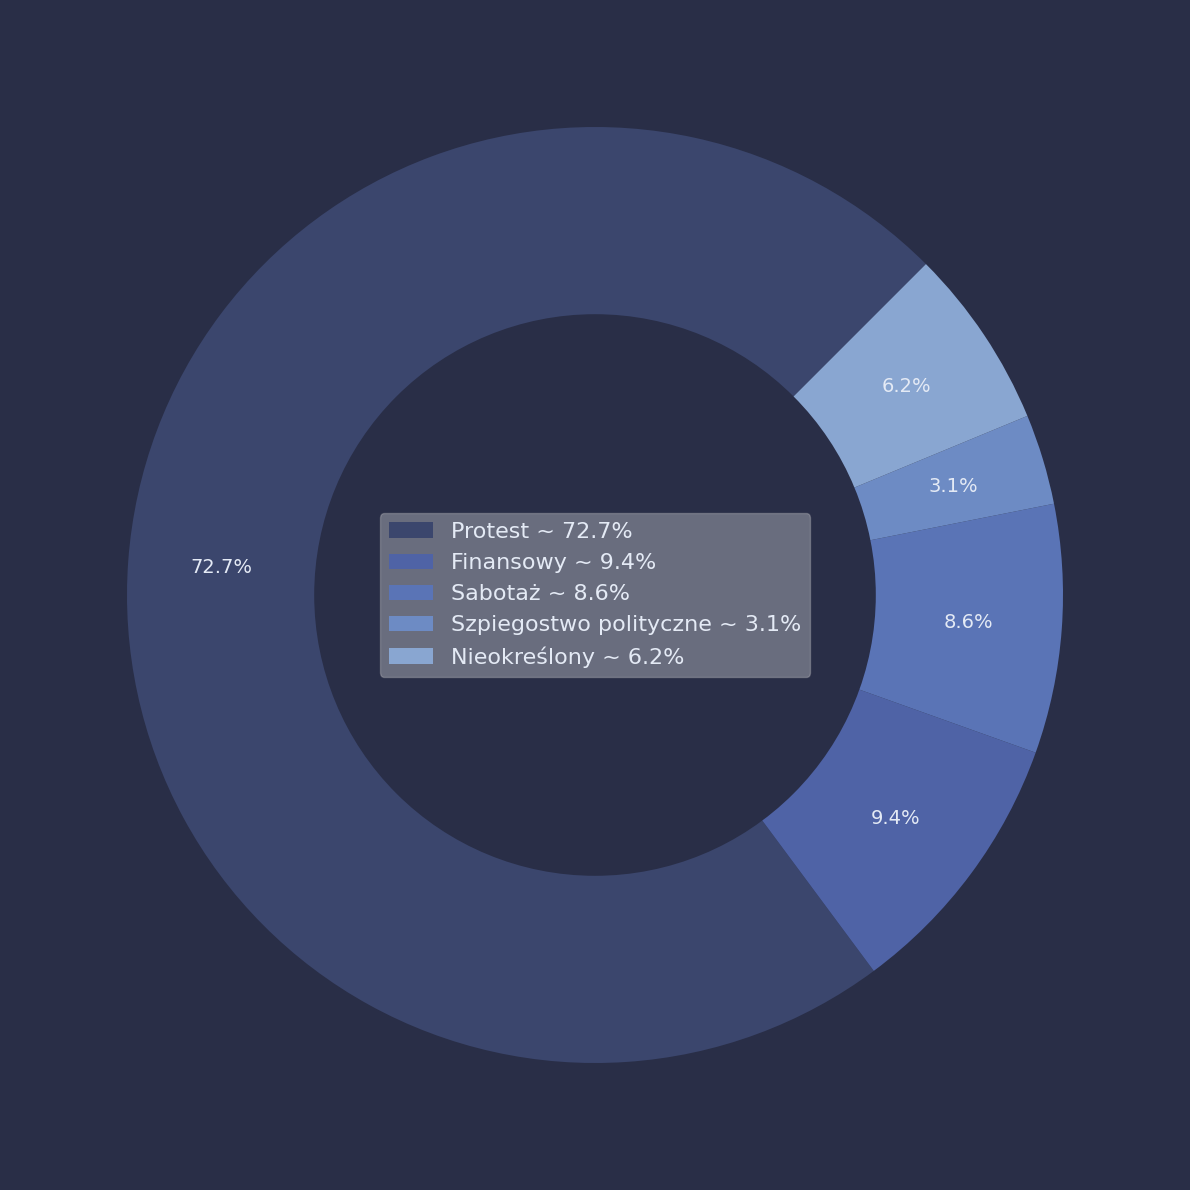 6.2%
3.1%
72.7%
8.6%
9.4%
Protest ~ 72.7%
Finansowy ~ 9.4%
Sabotaż ~ 8.6%
Szpiegostwo polityczne ~ 3.1%
Nieokreślony ~ 6.2%